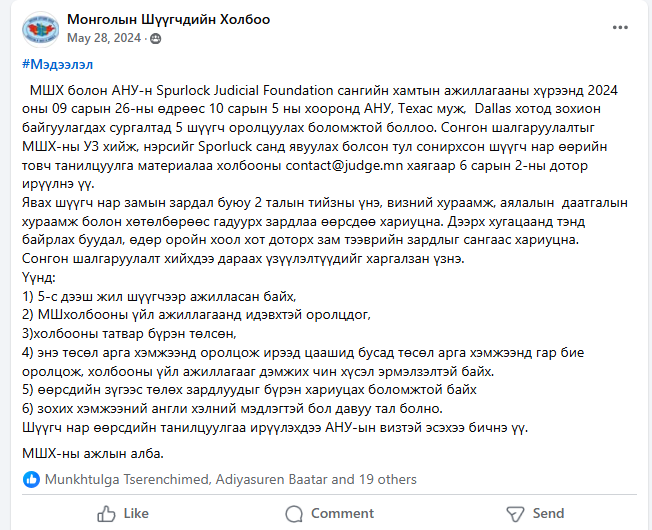 Монголын Шүүгчдийн Холбоо
May 28, 2024 ·
#Мэдээлэл
МШХ болон АНУ-н Spurlock Judicial Foundation сангийн хамтын ажиллагааны хүрээнд 2024
оны 09 сарын 26-ны өдрөөс 10 сарын 5 ны хооронд АНУ, Техас муж, Dallas хотод зохион
байгуулагдах сургалтад 5 шүүгч оролцуулах боломжтой боллоо. Сонгон шалгаруулалтыг
МШХ-ны УЗ хийж, нэрсийг Sporluck санд явуулах болсон тул сонирхсон шүүгч нар өөрийн
товч танилцуулга материалаа холбооны contact@judge.mn хаягаар 6 сарын 2-ны дотор
ирүүлнэ үү.
Явах шүүгч нар замын зардал буюу 2 талын тийзны үнэ, визний хураамж, аялалын даатгалын
хураамж болон хөтөлбөрөөс гадуурх зардлаа өөрсдөө хариуцна. Дээрх хугацаанд тэнд
байрлах буудал, өдөр оройн хоол хот доторх зам тээврийн зардлыг сангаас хариуцна.
Сонгон шалгаруулалт хийхдээ дараах үзүүлэлтүүдийг харгалзан үзнэ.
Үүнд:
1) 5-с дээш жил шүүгчээр ажилласан байх,
2) МШхолбооны үйл ажиллагаанд идэвхтэй оролцдог,
3)холбооны татвар бүрэн төлсөн,
4) энэ төсөл арга хэмжээнд оролцож ирээд цаашид бусад төсөл арга хэмжээнд гар бие
оролцож, холбооны үйл ажиллагааг дэмжих чин хүсэл эрмэлзэлтэй байх.
5) өөрсдийн зүгээс төлөх зардлуудыг бүрэн хариуцах боломжтой байх
6) зохих хэмжээний англи хэлний мэдлэгтэй бол давуу тал болно.
Шүүгч нар өөрсдийн танилцуулгаа ирүүлэхдээ АНУ-ын визтэй эсэхээ бичнэ үү.
МШХ-ны ажлын алба.
Munkhtulga Tserenchimed, Adiyasuren Baatar and 19 others
Like Comment Send